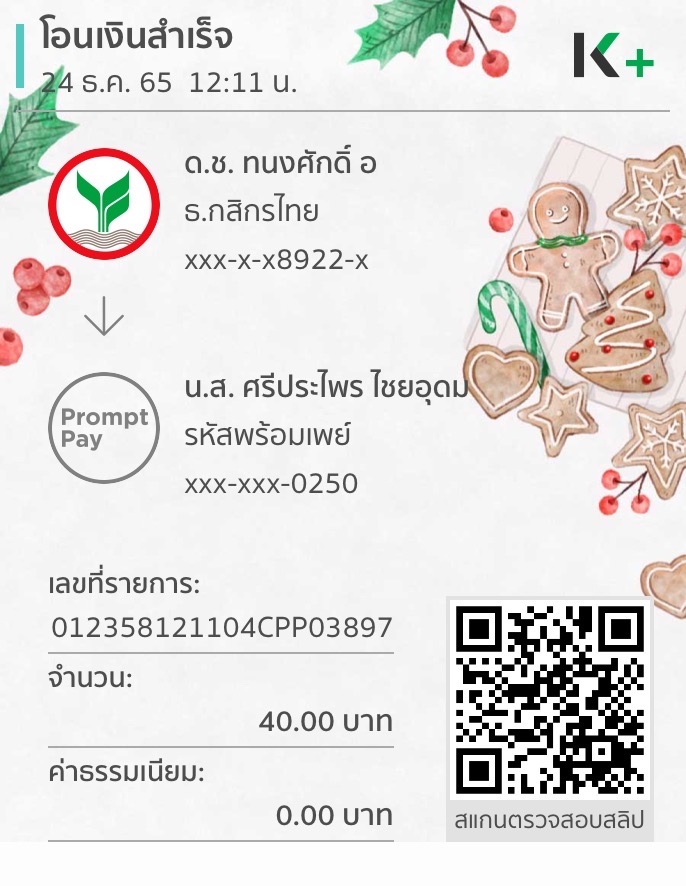 โอนเงินสำเร็จ
24 ธ.ค. 65 12:11 น.
K+
ด.ช. ทนงศักดิ์ อ
ธ.กสิกรไทย
xxx-x-x8922-x
Prompt
Pay
น.ส. ศรีประไพร ไชยอุดม
รหัสพร้อมเพย์
xxx-xxx-0250
เลขที่รายการ:
012358121104CPP03897
จำนวน:
40.00 บาท
ค่าธรรมเนียม:
0.00 บาท
สแกนตรวจสอบสลิป